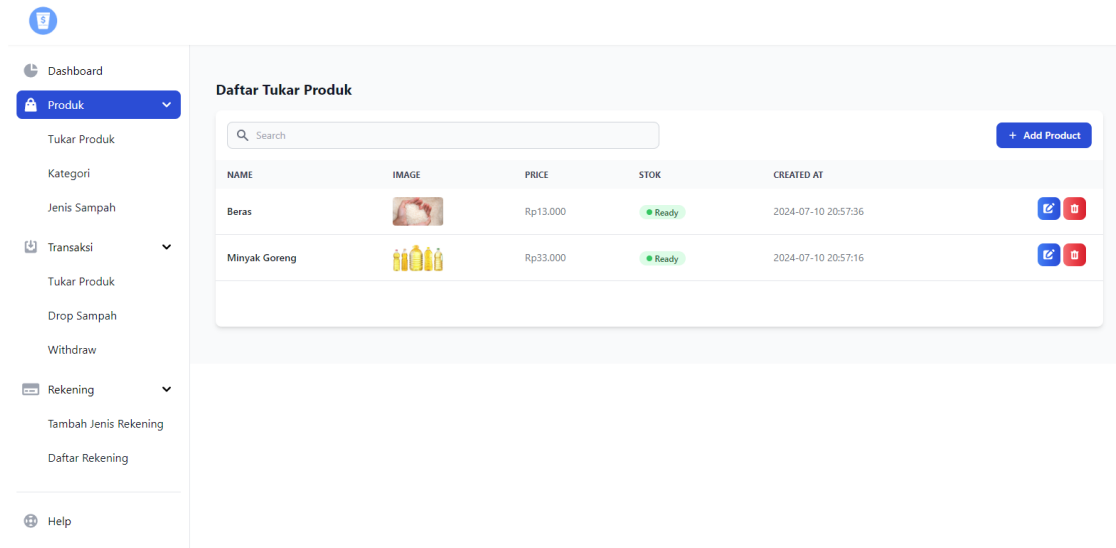 $
Dashboard
Produk
Tukar Produk
Kategori
Jenis Sampah
Transaksi
Tukar Produk
Drop Sampah
Withdraw
Rekening
Tambah Jenis Rekening
Daftar Rekening
Help
Daftar Tukar Produk
Search
+ Add Product
NAME IMAGE PRICE STOK CREATED AT
Beras Rp13.000 Ready 2024-07-10 20:57:36
Minyak Goreng Rp33.000 Ready 2024-07-10 20:57:16